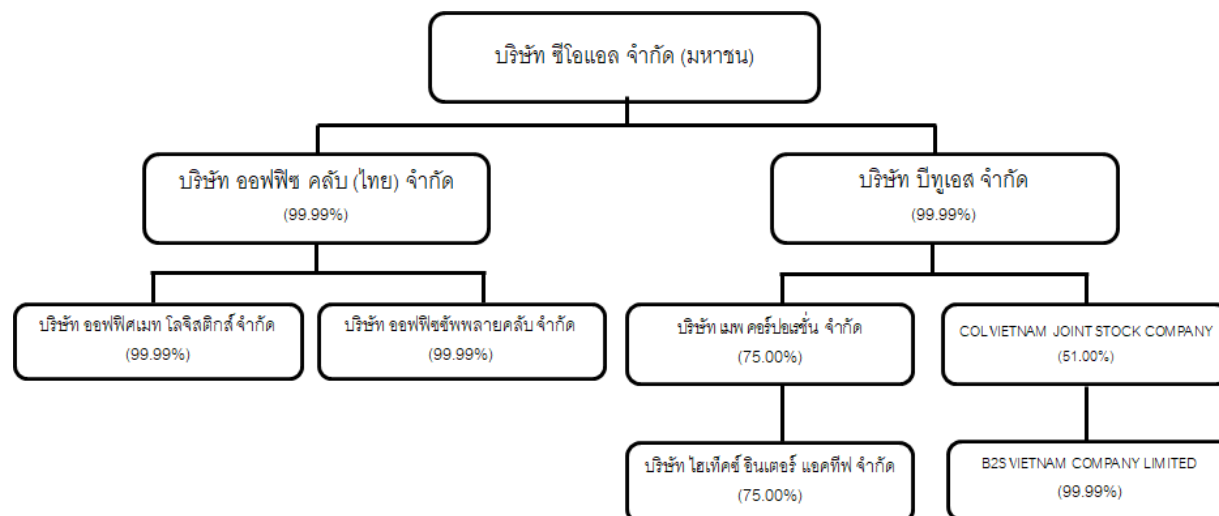 บริษัท ซีโอแอล จำกัด (มหาชน)
บริษัท ออฟฟิซ คลับ (ไทย) จำกัด
(99.99%)
บริษัท บีทูเอส จำกัด
(99.99%)
บริษัท ออฟฟิศเมท โลจิสติกส์ จำกัด
(99.99%)
บริษัท ออฟฟิซซัพพลายคลับ จำกัด
(99.99%)
บริษัท เมพ คอร์ปอเรชั่น จำกัด
(75.00%)
COL VIETNAM JOINT STOCK COMPANY
(51.00%)
บริษัท ไฮเท็คซ์ อินเตอร์ แอคทีฟ จำกัด
(75.00%)
B2S VIETNAM COMPANY LIMITED
(99.99%)